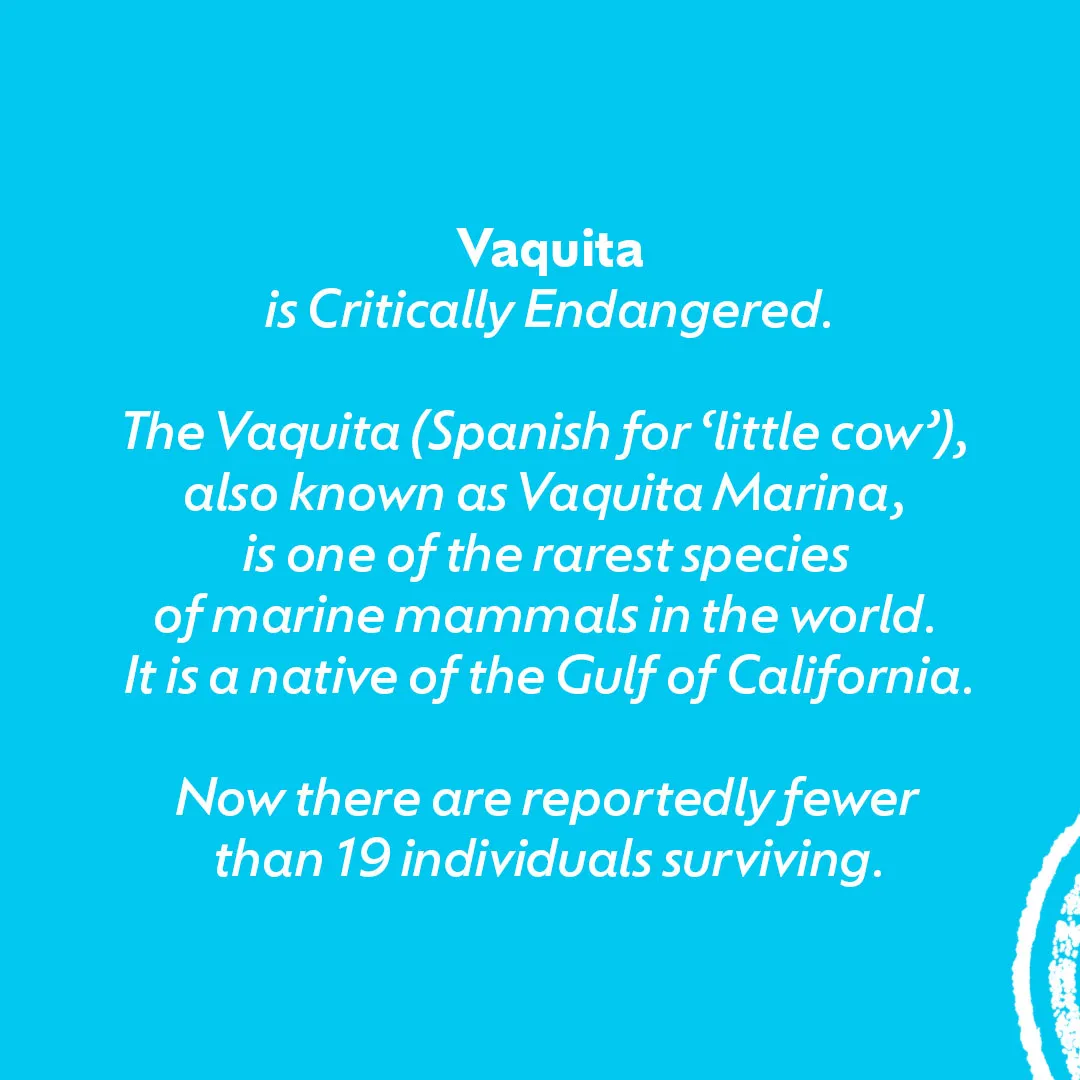 Vaquita
is Critically Endangered.
The Vaquita (Spanish for ‘little cow’),
also known as Vaquita Marina,
is one of the rarest species
of marine mammals in the world.
It is a native of the Gulf of California.
Now there are reportedly fewer
than 19 individuals surviving.